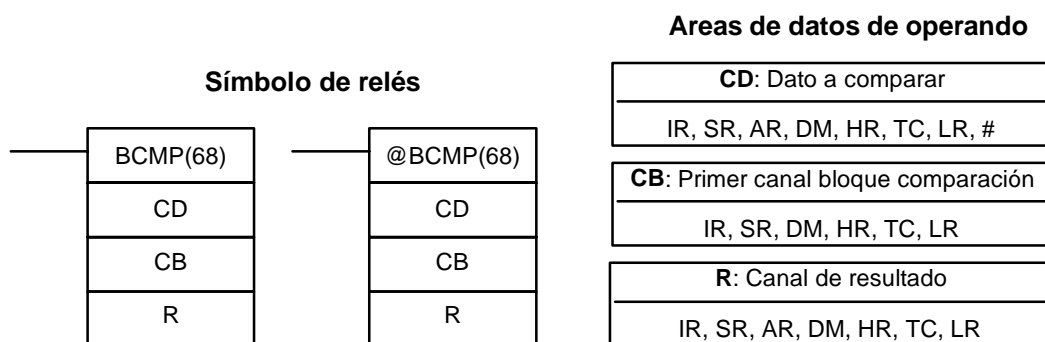 Símbolo de relés
BCMP(68)
CD
CB
R
@BCMP(68)
CD
CB
R
Areas de datos de operando
CD: Dato a comparar
IR, SR, AR, DM, HR, TC, LR, #
CB: Primer canal bloque comparación
IR, SR, DM, HR, TC, LR
R: Canal de resultado
IR, SR, AR, DM, HR, TC, LR